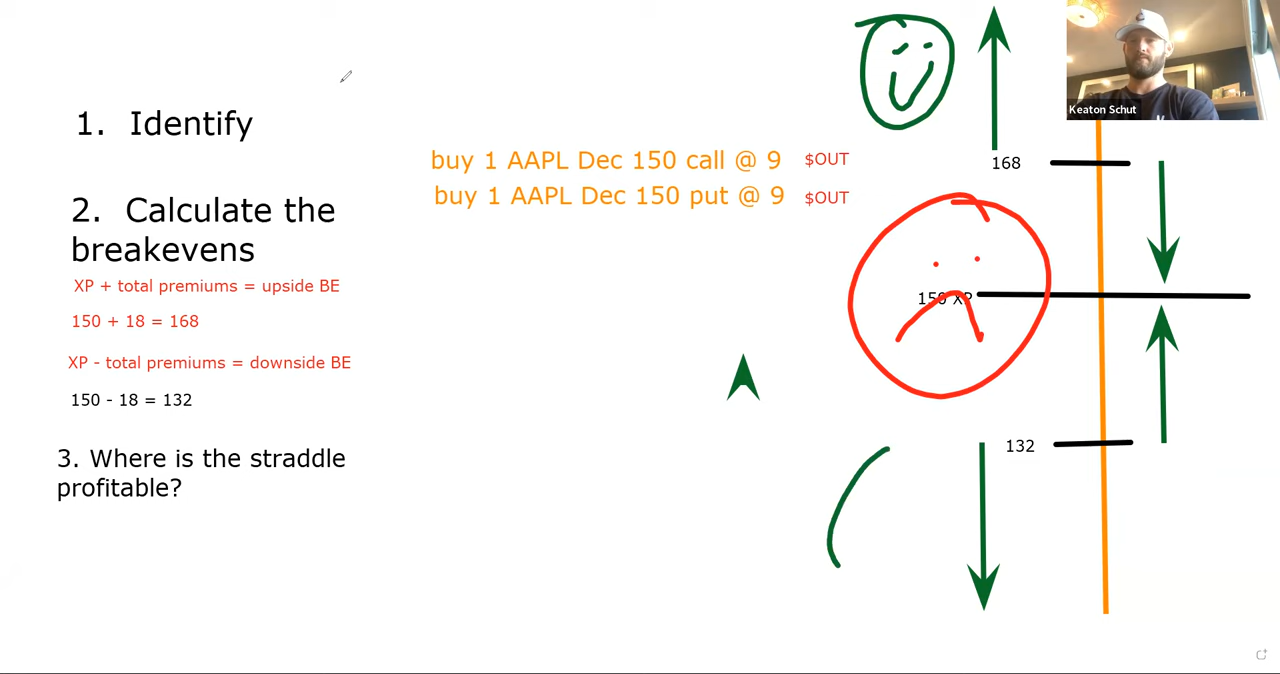 1. Identify
2. Calculate the
breakevens
XP + total premiums = upside BE
150 + 18 = 168
XP - total premiums = downside BE
150 - 18 = 132
3. Where is the straddle
profitable?
buy 1 AAPL Dec 150 call @ 9 $OUT
buy 1 AAPL Dec 150 put @ 9 $OUT
168
150 XP
132
Keaton Schut